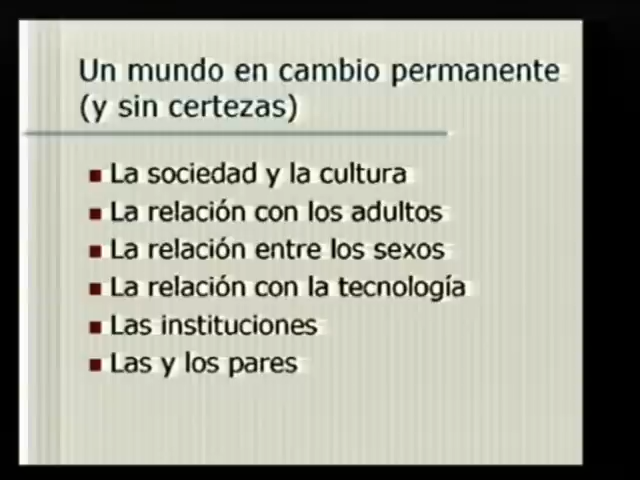 Un mundo en cambio permanente
(y sin certezas)
La sociedad y la cultura
La relación con los adultos
La relación entre los sexos
La relación con la tecnología
Las instituciones
Las y los pares